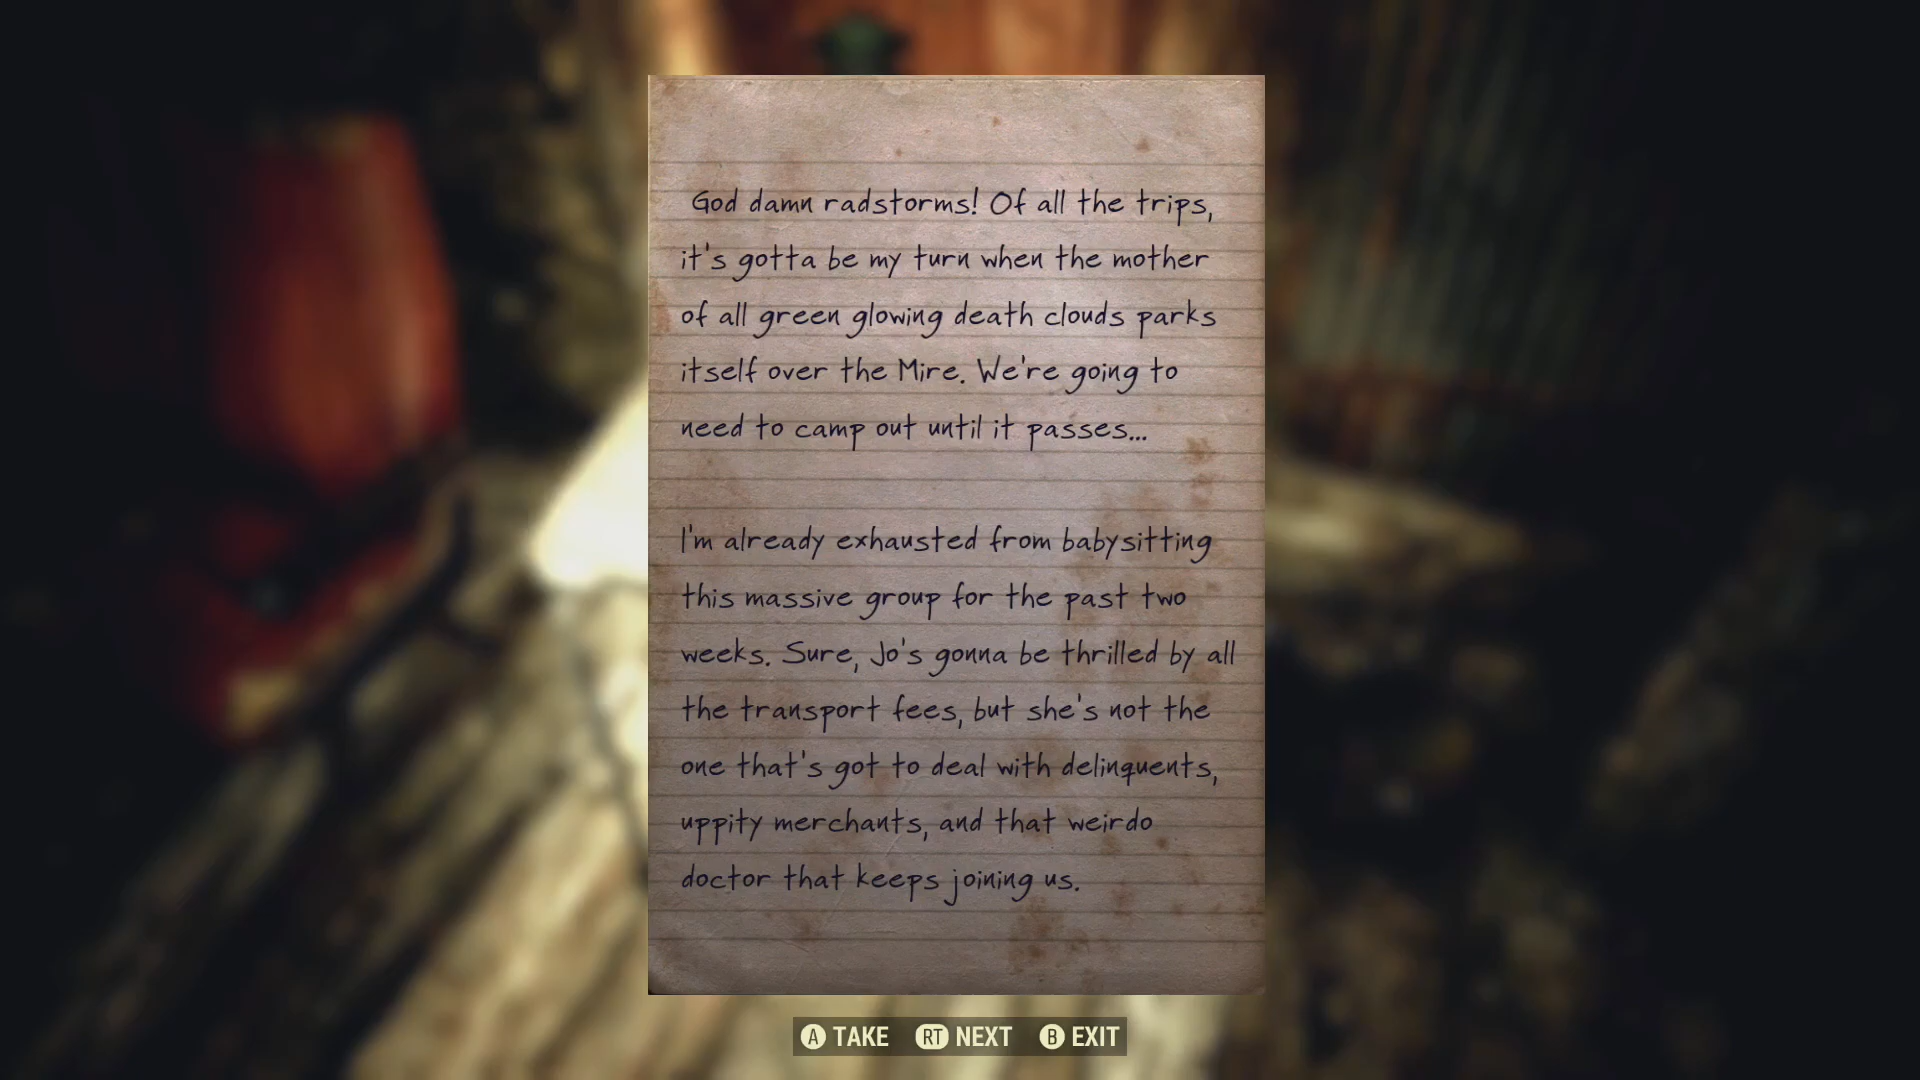 God damn radstorms! Of all the trips,
it's gotta be my turn when the mother
of all green glowing death clouds parks
itself over the Mire. We're going to
need to camp out until it passes...
I'm already exhausted from babysitting
this massive group for the past two
weeks. Sure, Jo's gonna be thrilled by all
the transport fees, but she's not the
one that's got to deal with delinquents,
uppity merchants, and that weirdo
doctor that keeps joining us.
A TAKE RT NEXT B EXIT